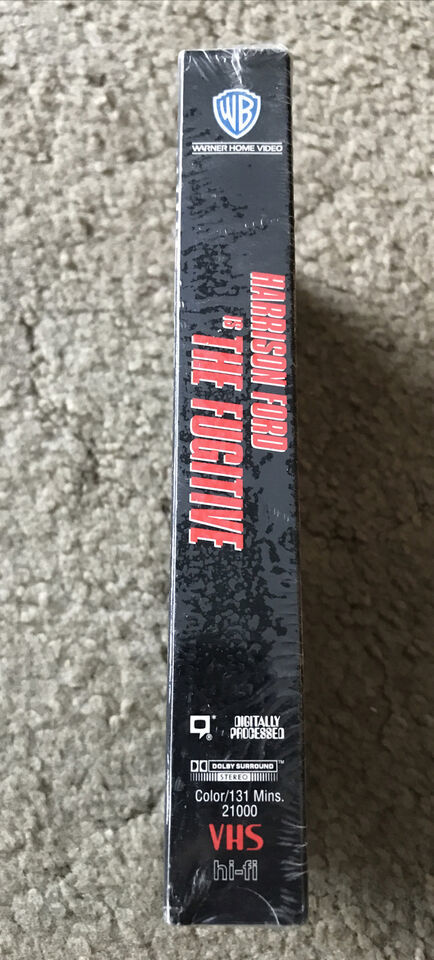 WB
WARNER HOME VIDEO
HARRISON FORD
IS
THE FUGITIVE
® DIGITALLY
PROCESSED
DOLBY SURROUND™
STEREO
Color/131 Mins.
21000
VHS
hi-fi